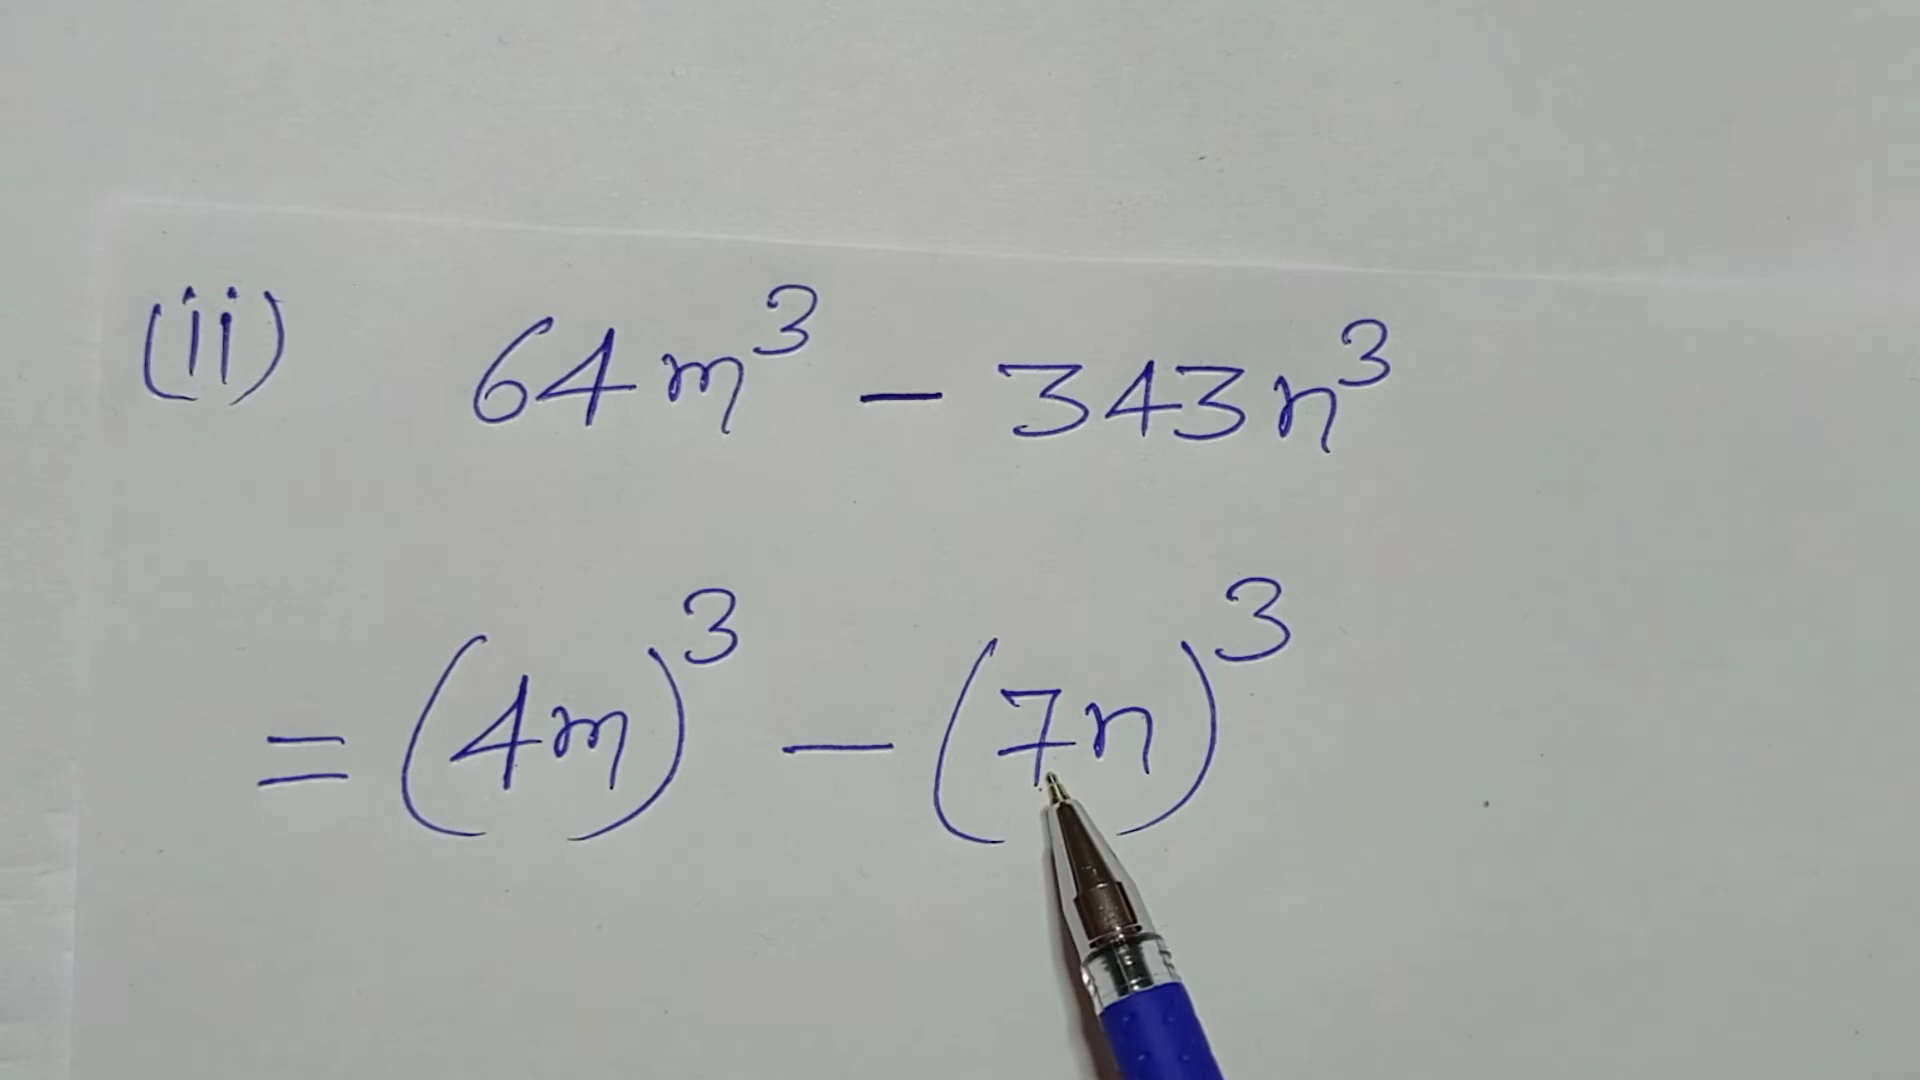 (ii) 64m³ - 343n³
= (4m)³ - (7n)³